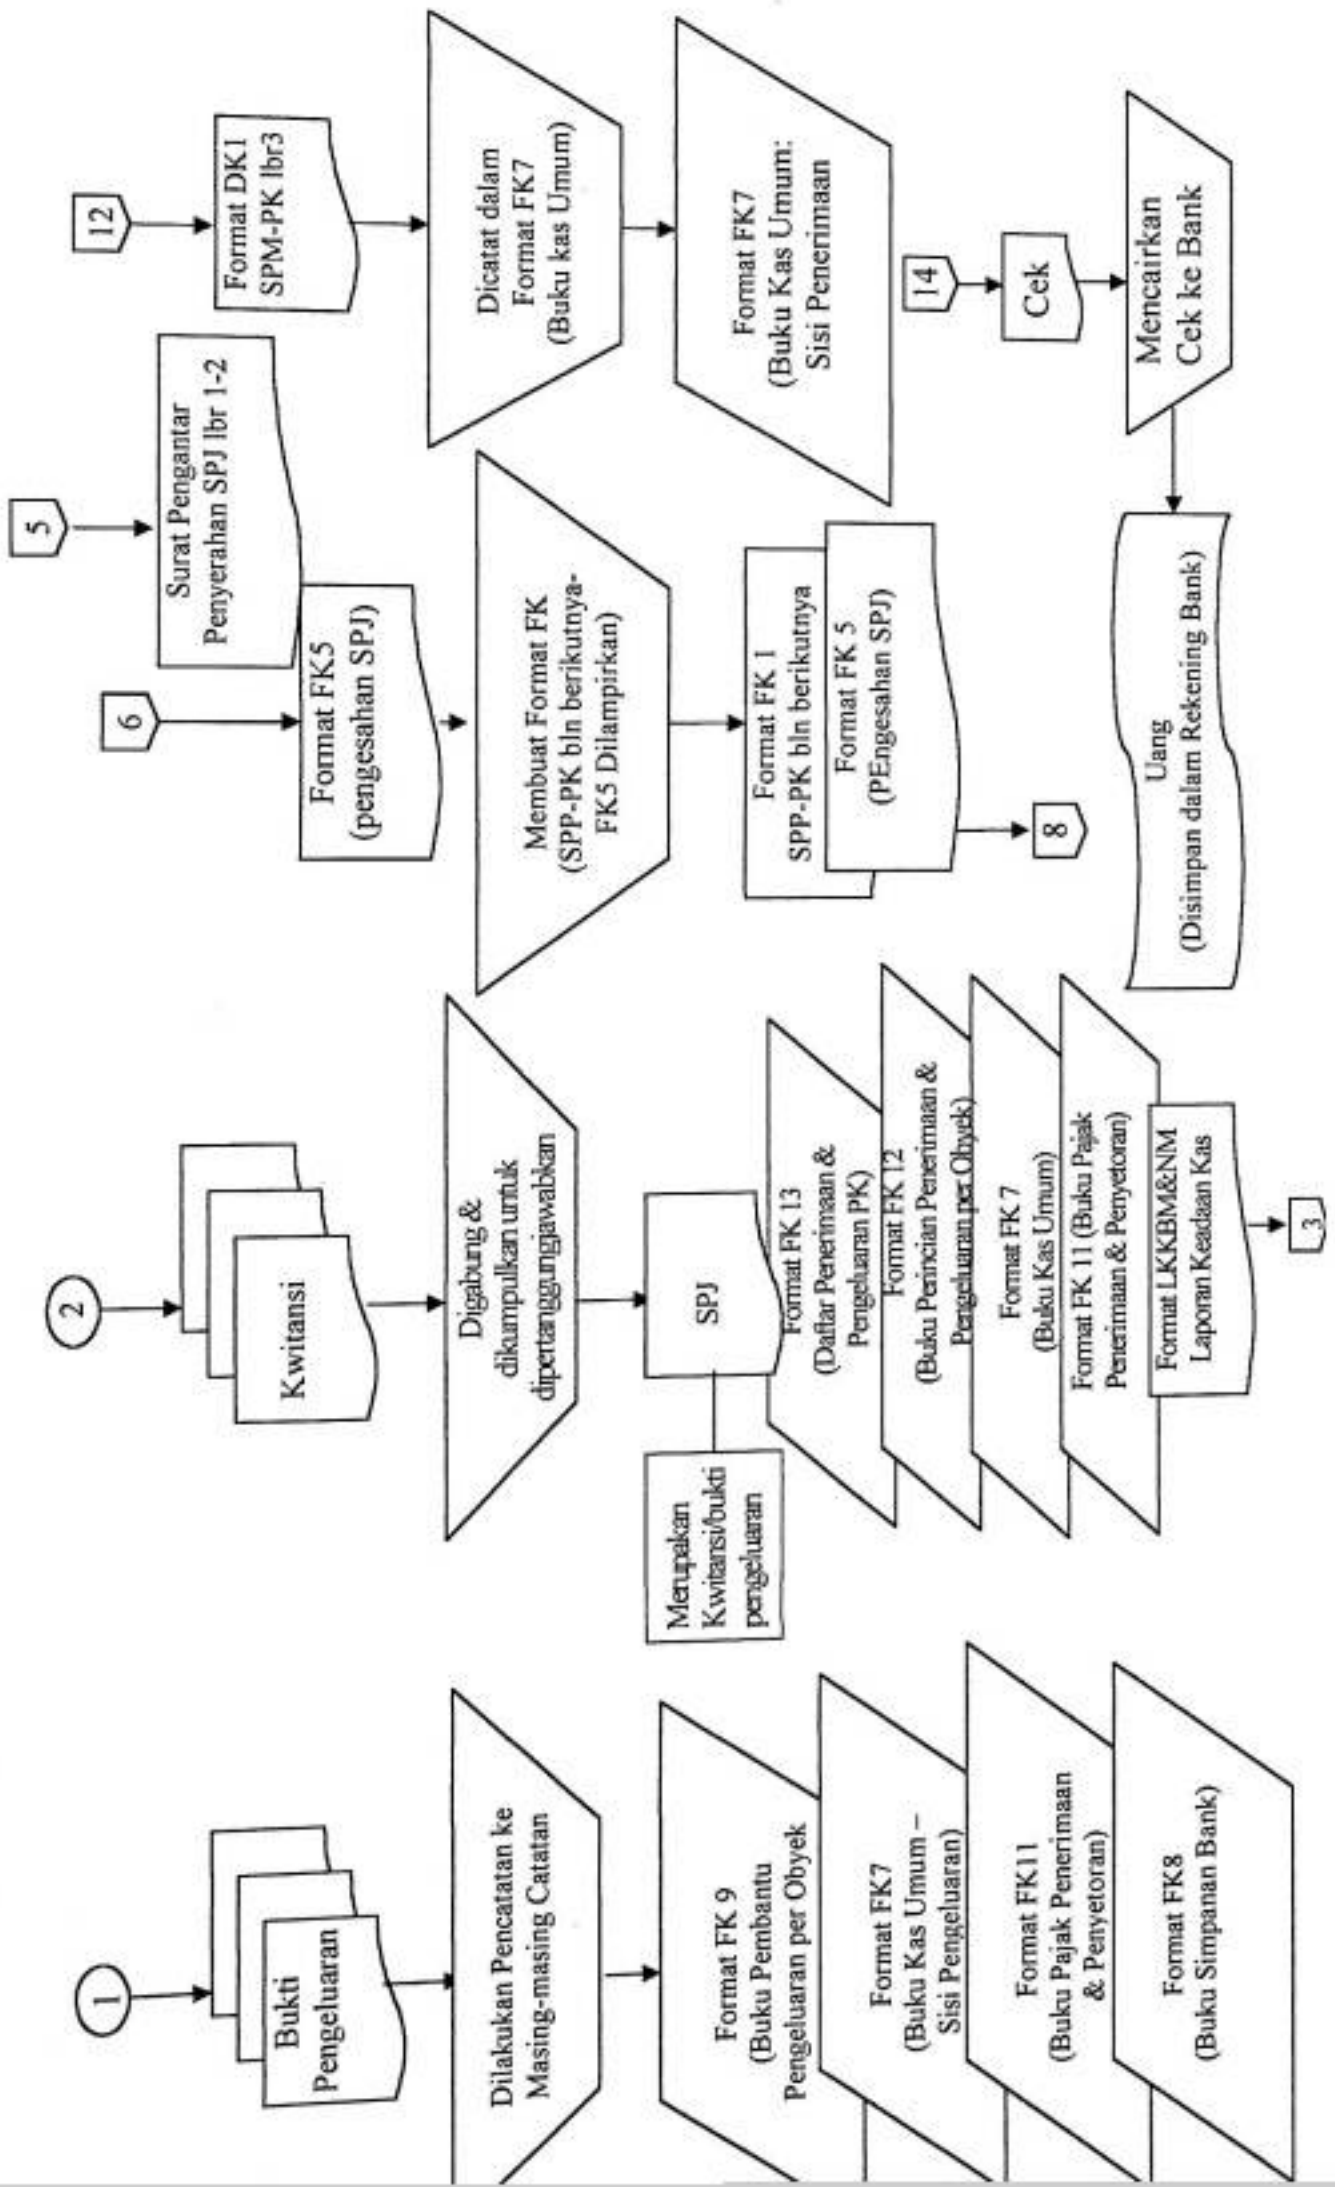 1
Bukti
Pengeluaran
Dilakukan Pencatatan ke
Masing-masing Catatan
Format FK 9
(Buku Pembantu
Pengeluaran per Obyek
Format FK7
(Buku Kas Umum –
Sisi Pengeluaran)
Format FK11
(Buku Pajak Penerimaan
& Penyetoran)
Format FK8
(Buku Simpanan Bank)
2
Kwitansi
Digabung &
dikumpulkan untuk
dipertanggungjawabkan
SPJ
Merupakan
Kwitansi/bukti
pengeluaran
Format FK 13
(Daftar Penerimaan &
Pengeluaran PK)
Format FK 12
(Buku Perincian Penerimaan &
Pengeluaran per Obyek)
Format FK 7
(Buku Kas Umum)
Format FK 11 (Buku Pajak
Penerimaan & Penyetoran)
Format LKKBM&NM
Laporan Keadaan Kas
3
5
Surat Pengantar
Penyerahan SPJ lbr 1-2
6
Format FK5
(pengesahan SPJ)
Membuat Format FK
(SPP-PK bln berikutnya-
FK5 Dilampirkan)
Format FK 1
SPP-PK bln berikutnya
Format FK 5
(PEngesahan SPJ)
8
12
Format DK1
SPM-PK lbr3
Dicatat dalam
Format FK7
(Buku kas Umum)
Format FK7
(Buku Kas Umum:
Sisi Penerimaan
14
Cek
Mencairkan
Cek ke Bank
Uang
(Disimpan dalam Rekening Bank)